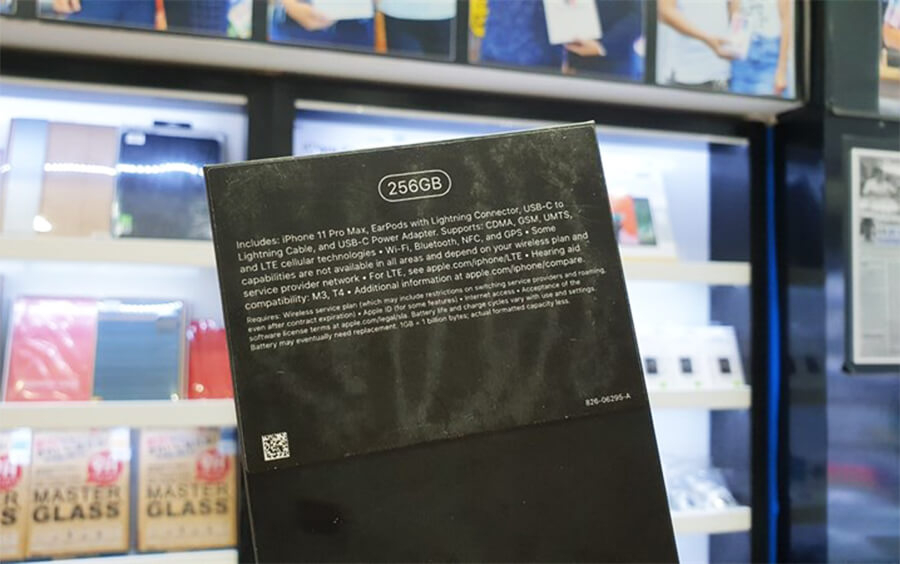 256GB
Includes: iPhone 11 Pro Max, EarPods with Lightning Connector, USB-C to
Lightning Cable, and USB-C Power Adapter. Supports: CDMA, GSM, UMTS,
and LTE cellular technologies • Wi-Fi, Bluetooth, NFC, and GPS • Some
capabilities are not available in all areas and depend on your wireless plan and
service provider network • For LTE, see apple.com/iphone/LTE • Hearing aid
compatibility: M3, T4 • Additional information at apple.com/iphone/compare.
Requires: Wireless service plan (which may include restrictions on switching service providers and roaming,
even after contract expiration) • Apple ID (for some features) • Internet access • Acceptance of the
software license terms at apple.com/legal/sla. Battery life and charge cycles vary with use and settings.
Battery may eventually need replacement. 1GB = 1 billion bytes; actual formatted capacity less.
826-06295-A
MASTER
GLASS
MASTER
GLASS